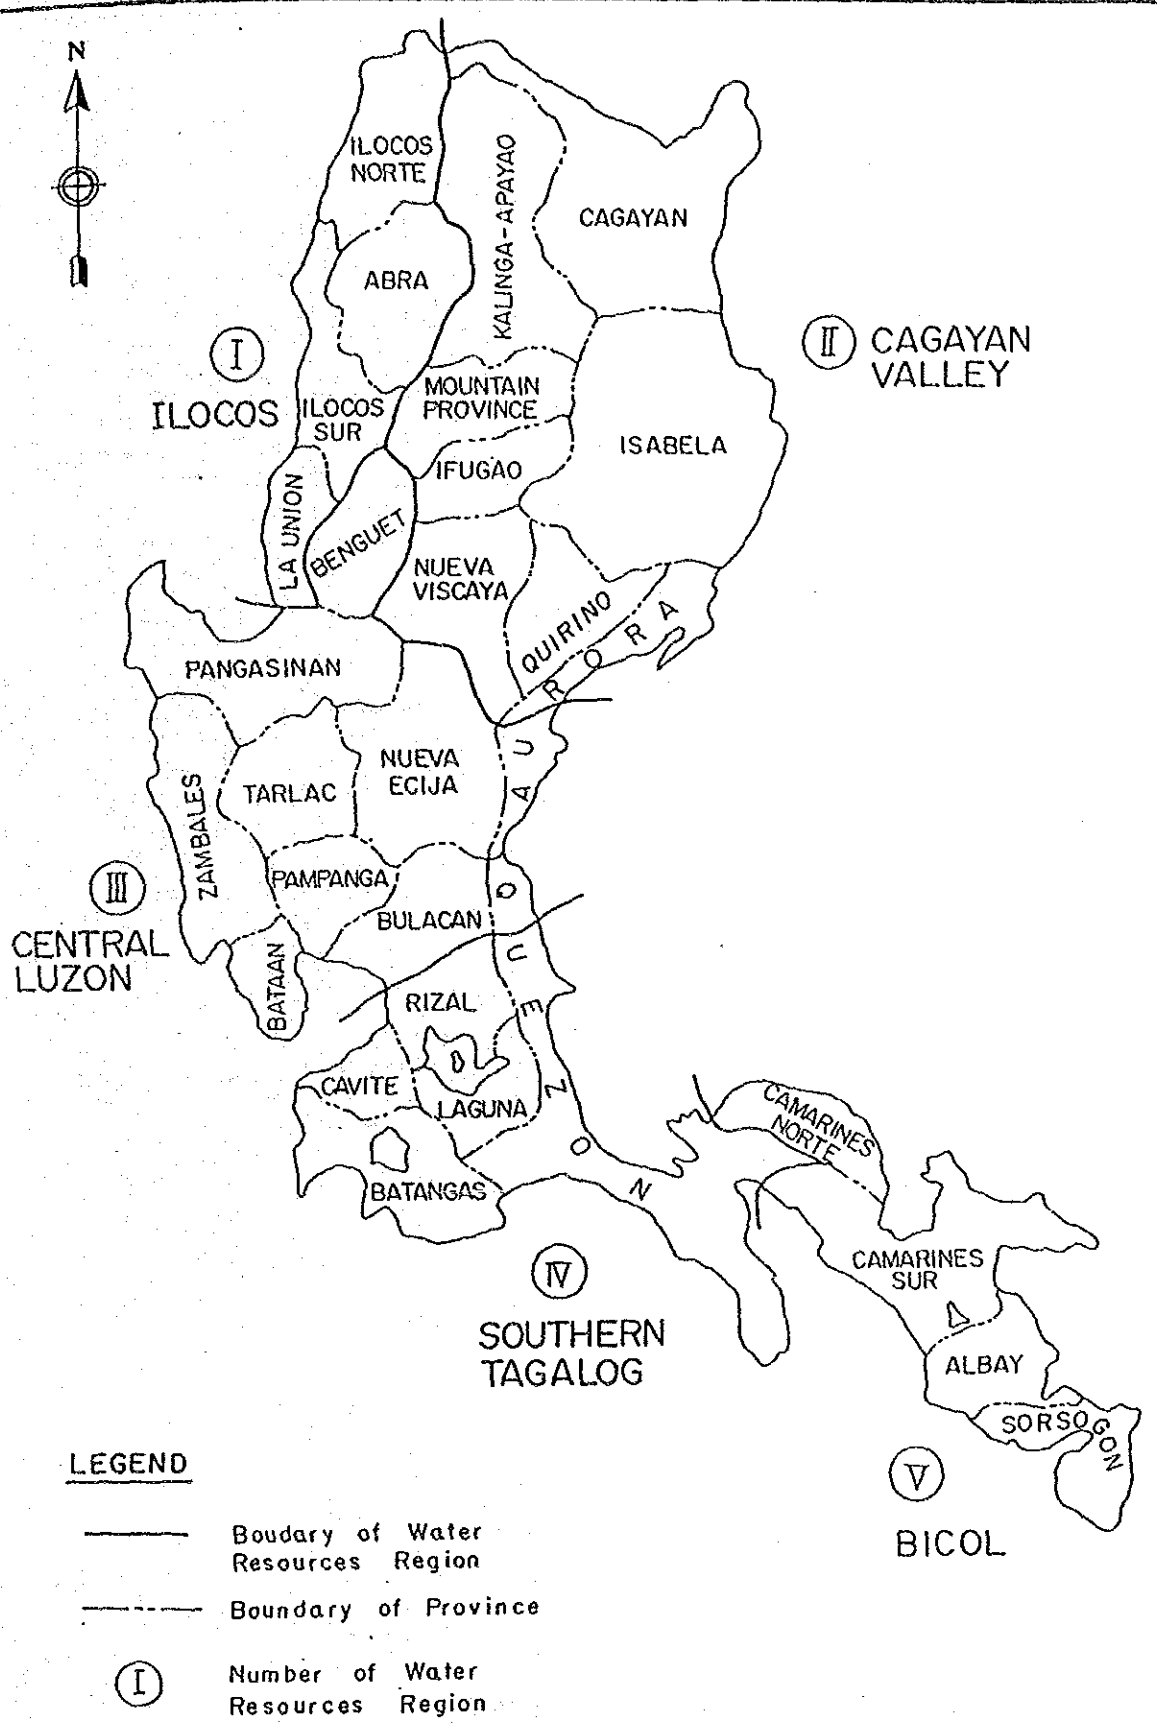 N
ILOCOS
NORTE
KALINGA-APAYAO
CAGAYAN
ABRA
I
ILOCOS
II CAGAYAN
VALLEY
MOUNTAIN
PROVINCE
ILOCOS
SUR
ISABELA
IFUGAO
LA UNION
BENGUET
NUEVA
VISCAYA
QUIRINO
AURORA
PANGASINAN
ZAMBALES
TARLAC
NUEVA
ECIJA
III
CENTRAL
LUZON
PAMPANGA
BULACAN
BATAAN
QUEZON
RIZAL
CAVITE
LAGUNA
BATANGAS
CAMARINES
NORTE
CAMARINES
SUR
IV
SOUTHERN
TAGALOG
ALBAY
SORSOGON
V
BICOL
LEGEND
Boudary of Water
Resources Region
Boundary of Province
I
Number of Water
Resources Region